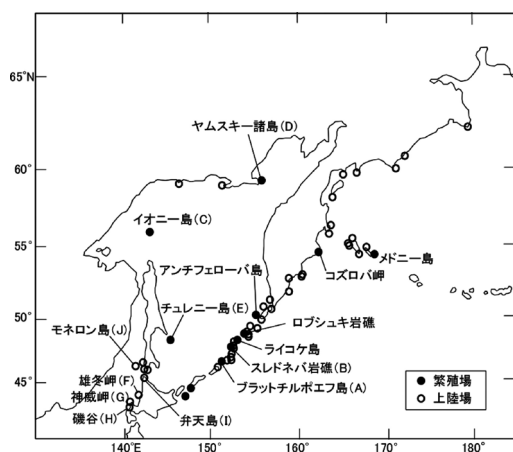 65°N
60°
55°
50°
45°
140°E
150°
160°
170°
180°
ヤムスキー諸島(D)
イオニー島(C)
アンチフェローバ島
チュレニー島(E)
モネロン島(J)
雄冬岬(F)
神威岬(G)
磯谷(H)
弁天島(I)
メドニー島
コズロバ岬
ロブシュキ岩礁
ライコケ島
スレドネバ岩礁(B)
ブラットチルポエフ島(A)
繁殖場
上陸場